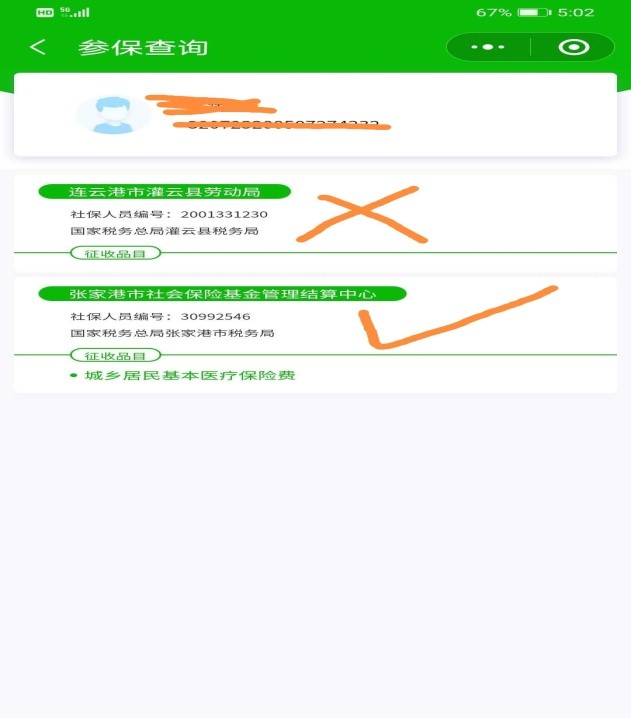 HD 5G 67% 5:02
参保查询
连云港市灌云县劳动局
社保人员编号：2001331230
国家税务总局灌云县税务局
征收品目
张家港市社会保险基金管理结算中心
社保人员编号：30992546
国家税务总局张家港市税务局
征收品目
• 城乡居民基本医疗保险费